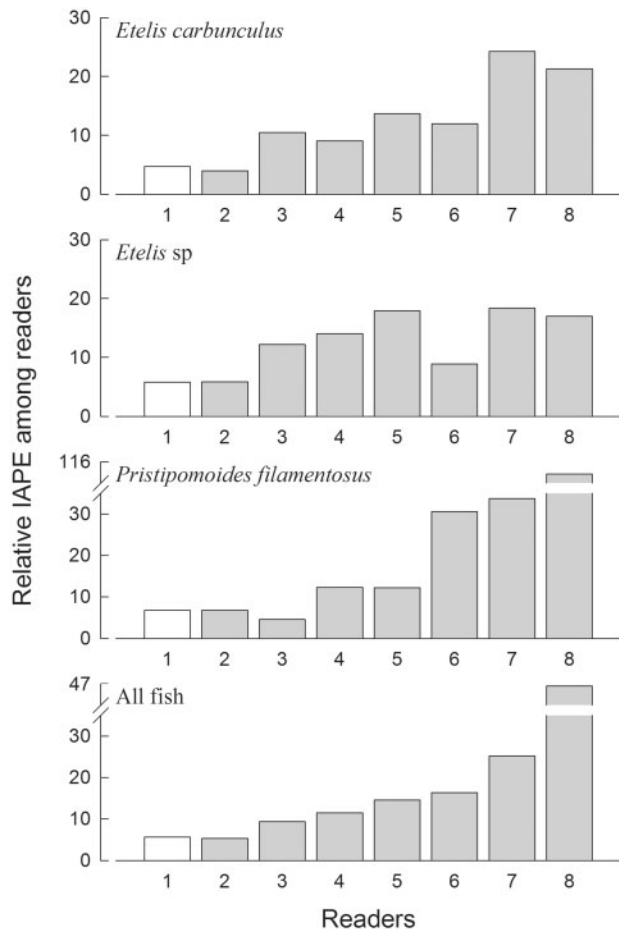 Relative IAPE among readers
30
Etelis carbunculus
20
10
0
1 2 3 4 5 6 7 8
30
Etelis sp
20
10
0
1 2 3 4 5 6 7 8
116
Pristipomoides filamentosus
30
20
10
0
1 2 3 4 5 6 7 8
47
All fish
20
10
0
1 2 3 4 5 6 7 8
Readers